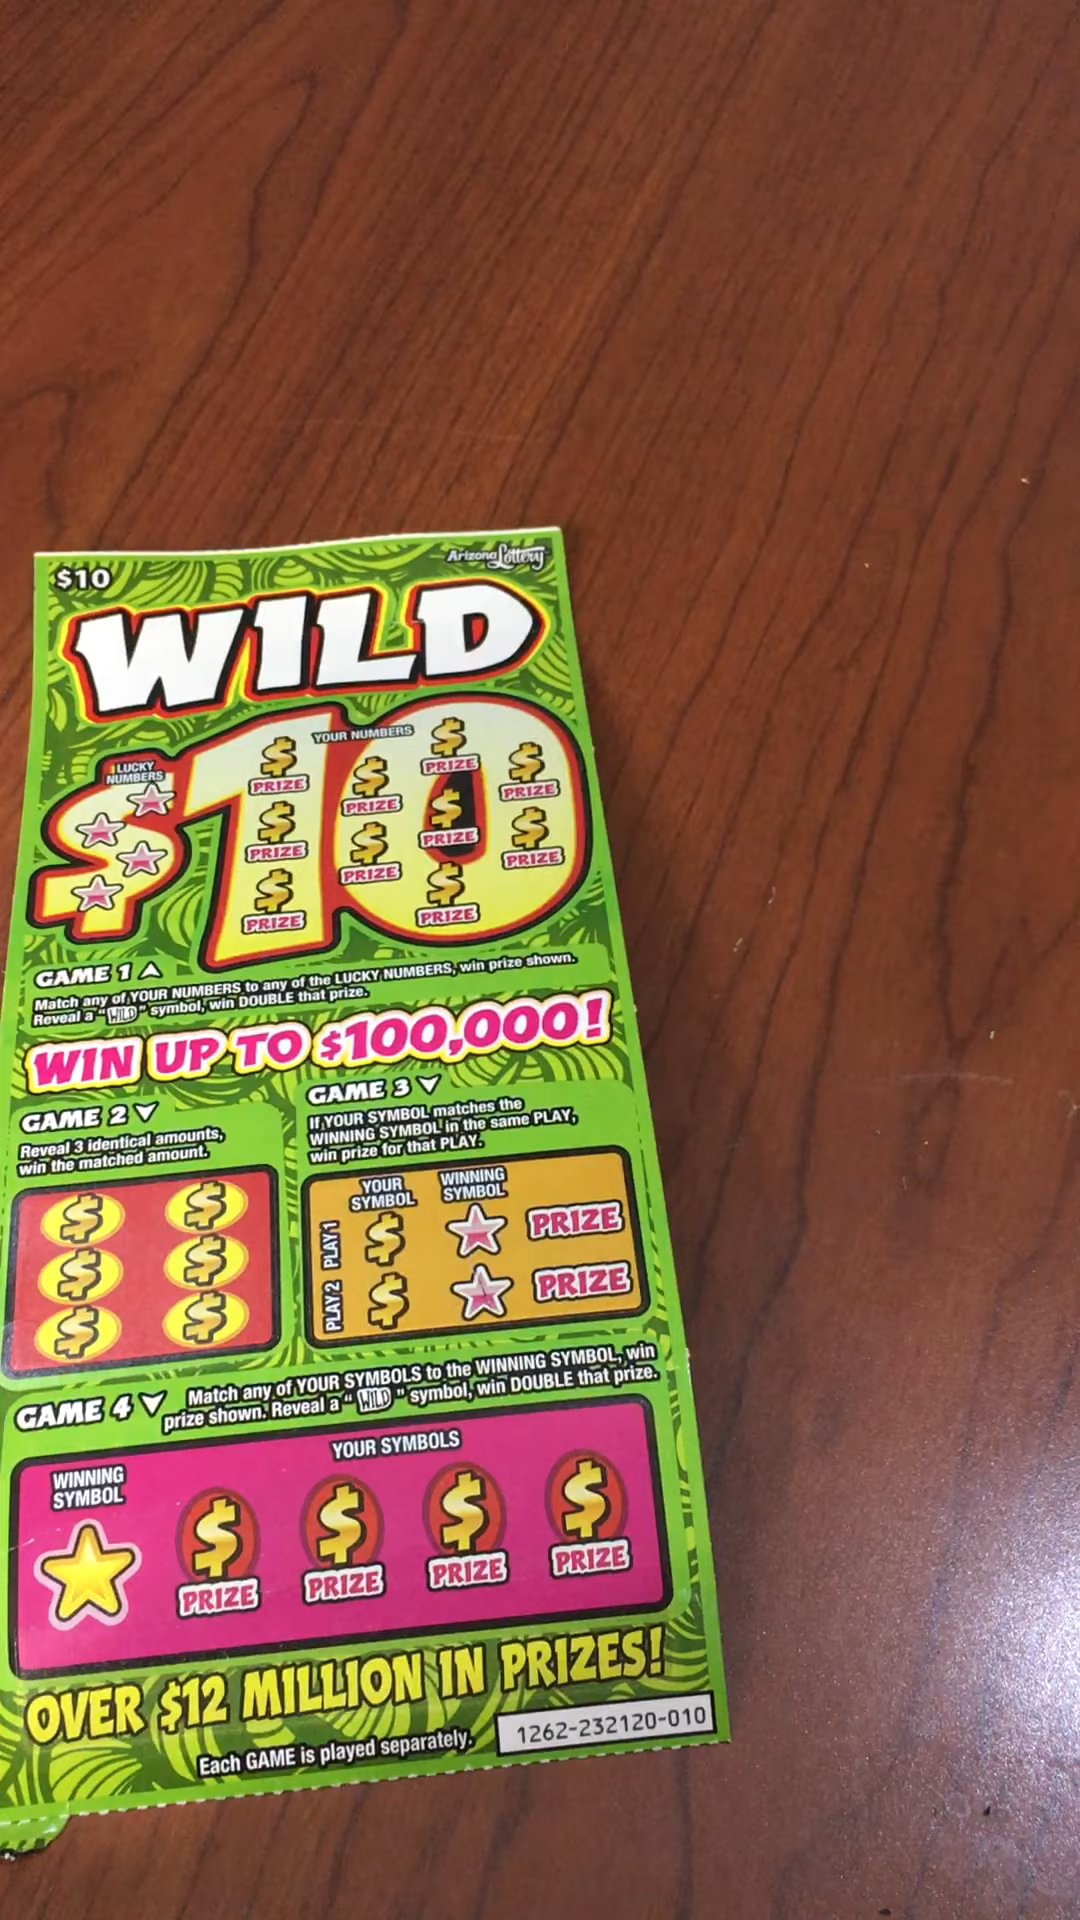 $10
Arizona Lottery
WILD
$10
LUCKY
NUMBERS
YOUR NUMBERS
$ $ $ $
PRIZE PRIZE PRIZE PRIZE
$ $ $ $
PRIZE PRIZE PRIZE PRIZE
$ $
PRIZE PRIZE
GAME 1
Match any of YOUR NUMBERS to any of the LUCKY NUMBERS, win prize shown.
Reveal a "WILD" symbol, win DOUBLE that prize.
WIN UP TO $100,000!
GAME 2
Reveal 3 identical amounts,
win the matched amount.
$ $
$ $
$ $
GAME 3
If YOUR SYMBOL matches the
WINNING SYMBOL in the same PLAY,
win prize for that PLAY.
YOUR
SYMBOL
WINNING
SYMBOL
PLAY 1 $ PRIZE
PLAY 2 $ PRIZE
GAME 4
Match any of YOUR SYMBOLS to the WINNING SYMBOL, win
prize shown. Reveal a "WILD" symbol, win DOUBLE that prize.
WINNING
SYMBOL
YOUR SYMBOLS
$ $ $ $
PRIZE PRIZE PRIZE PRIZE
OVER $12 MILLION IN PRIZES!
Each GAME is played separately.
1262-232120-010